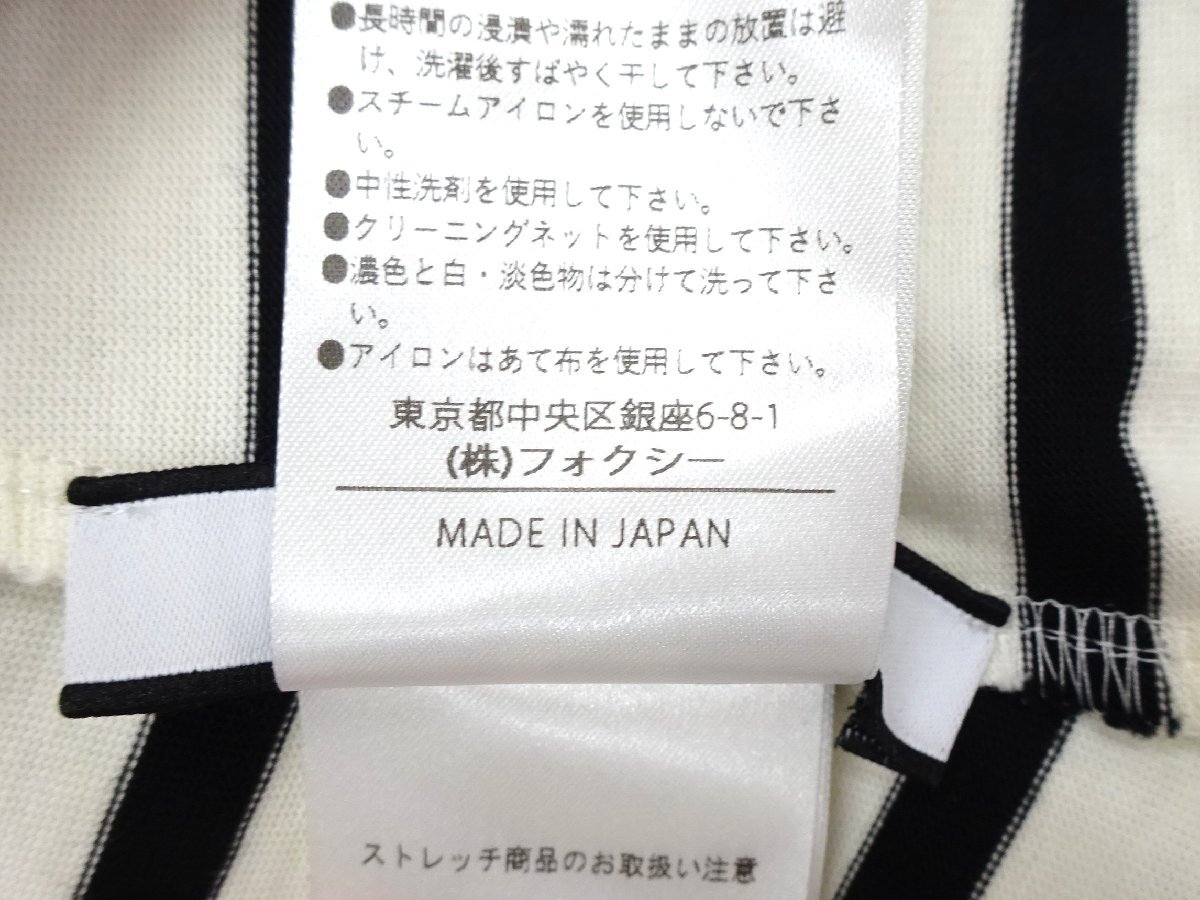 ●長時間の浸漬や濡れたままの放置は避
け、洗濯後すばやく干して下さい。
●スチームアイロンを使用しないで下さ
い。
●中性洗剤を使用して下さい。
●クリーニングネットを使用して下さい。
●濃色と白・淡色物は分けて洗って下さ
い。
●アイロンはあて布を使用して下さい。
東京都中央区銀座6-8-1
(株)フォクシー
MADE IN JAPAN
ストレッチ商品のお取扱い注意